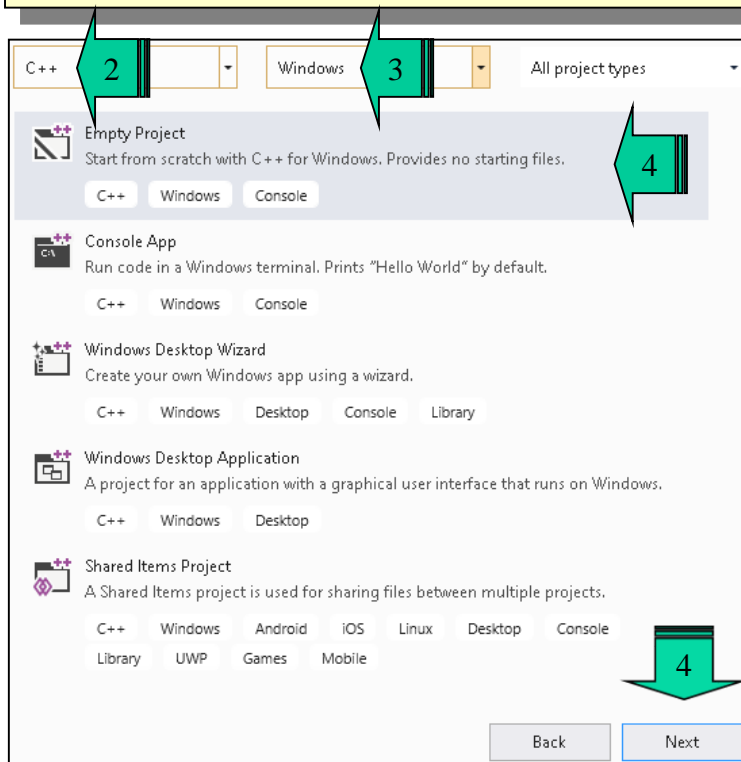 C++ 2 Windows 3 All project types
Empty Project
Start from scratch with C++ for Windows. Provides no starting files.
4
C++ Windows Console
Console App
Run code in a Windows terminal. Prints "Hello World" by default.
C++ Windows Console
Windows Desktop Wizard
Create your own Windows app using a wizard.
C++ Windows Desktop Console Library
Windows Desktop Application
A project for an application with a graphical user interface that runs on Windows.
C++ Windows Desktop
Shared Items Project
A Shared Items project is used for sharing files between multiple projects.
C++ Windows Android iOS Linux Desktop Console
Library UWP Games Mobile
4
Back Next